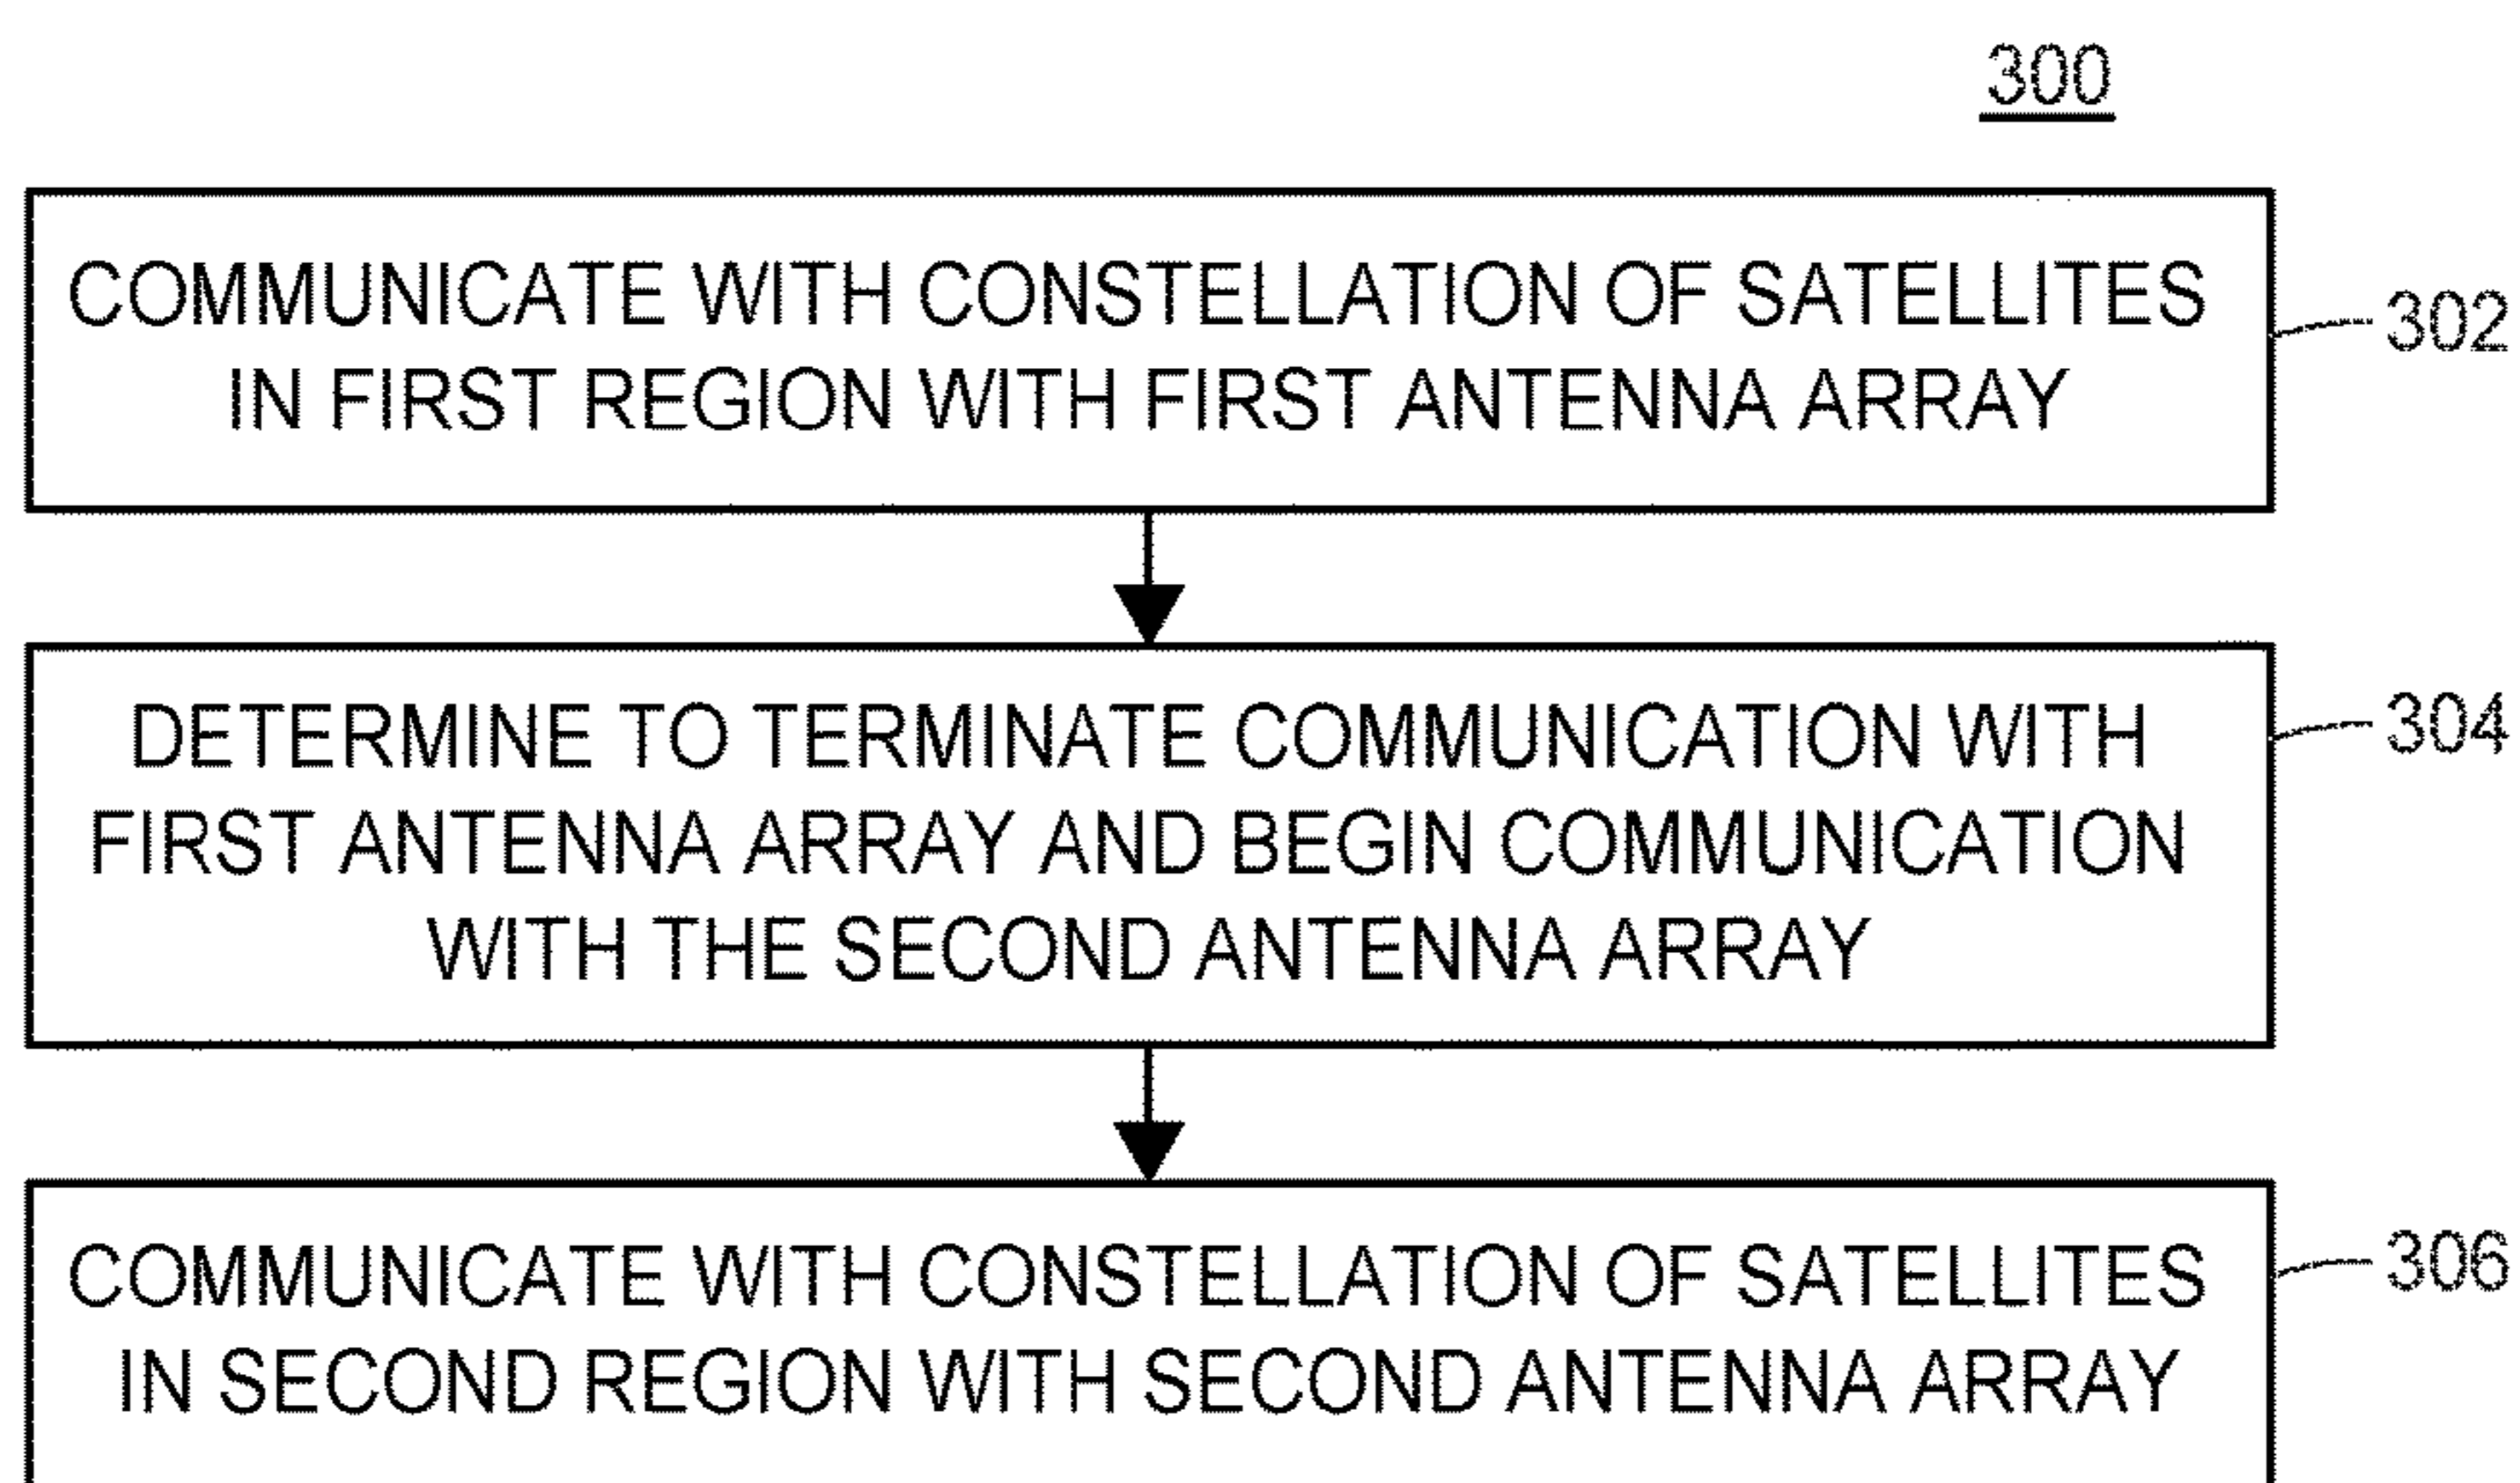 300
COMMUNICATE WITH CONSTELLATION OF SATELLITES
IN FIRST REGION WITH FIRST ANTENNA ARRAY
302
DETERMINE TO TERMINATE COMMUNICATION WITH
FIRST ANTENNA ARRAY AND BEGIN COMMUNICATION
WITH THE SECOND ANTENNA ARRAY
304
COMMUNICATE WITH CONSTELLATION OF SATELLITES
IN SECOND REGION WITH SECOND ANTENNA ARRAY
306